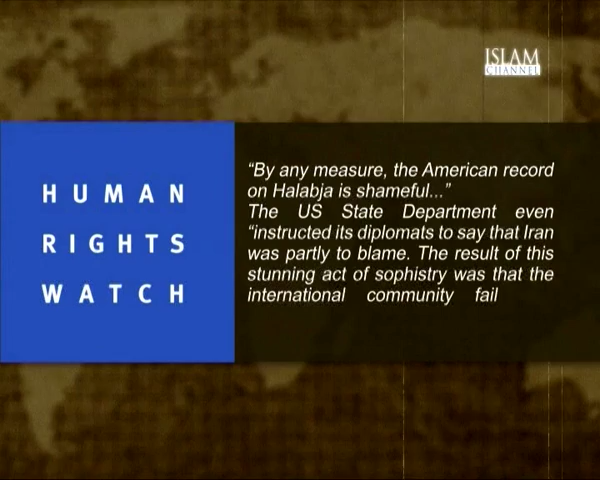 ISLAM
CHANNEL
HUMAN
RIGHTS
WATCH
“By any measure, the American record
on Halabja is shameful...”
The US State Department even
“instructed its diplomats to say that Iran
was partly to blame. The result of this
stunning act of sophistry was that the
international community fail